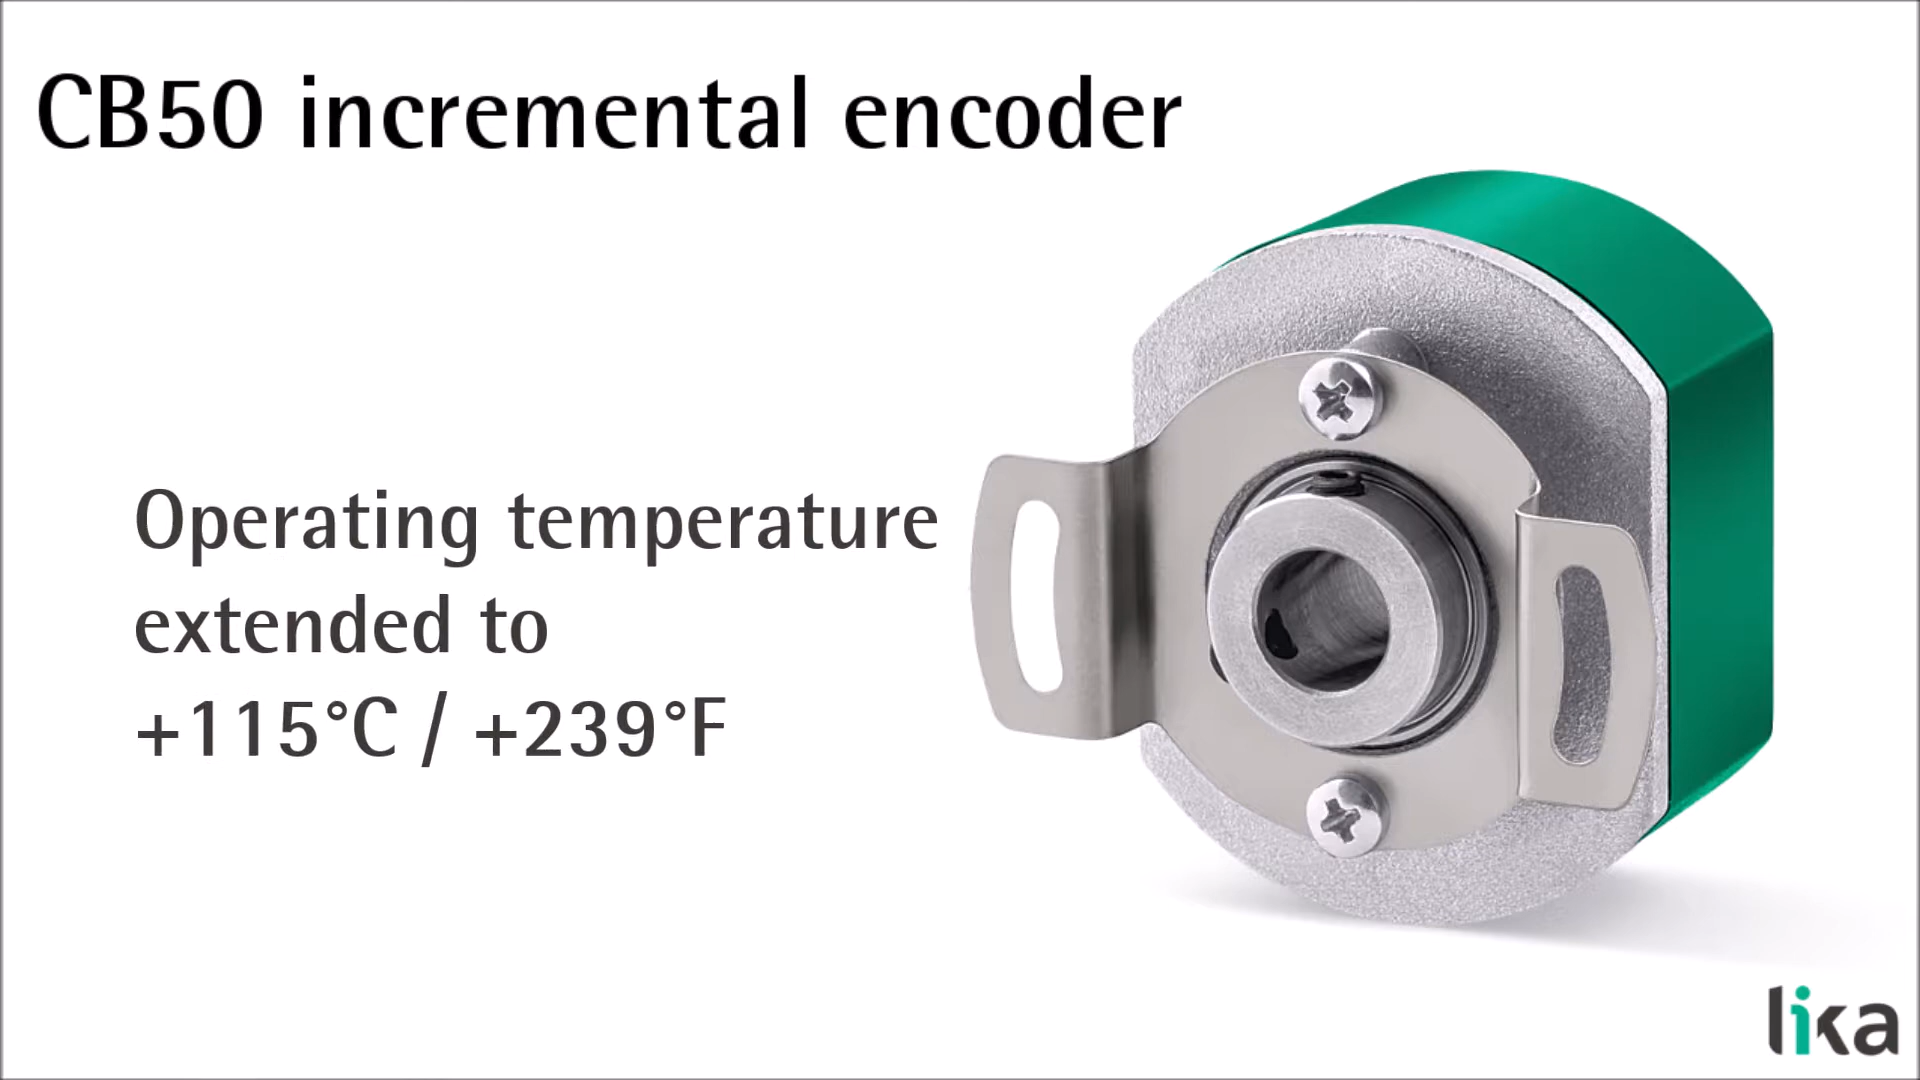 CB50 incremental encoder
Operating temperature
extended to
+115°C / +239°F
lika